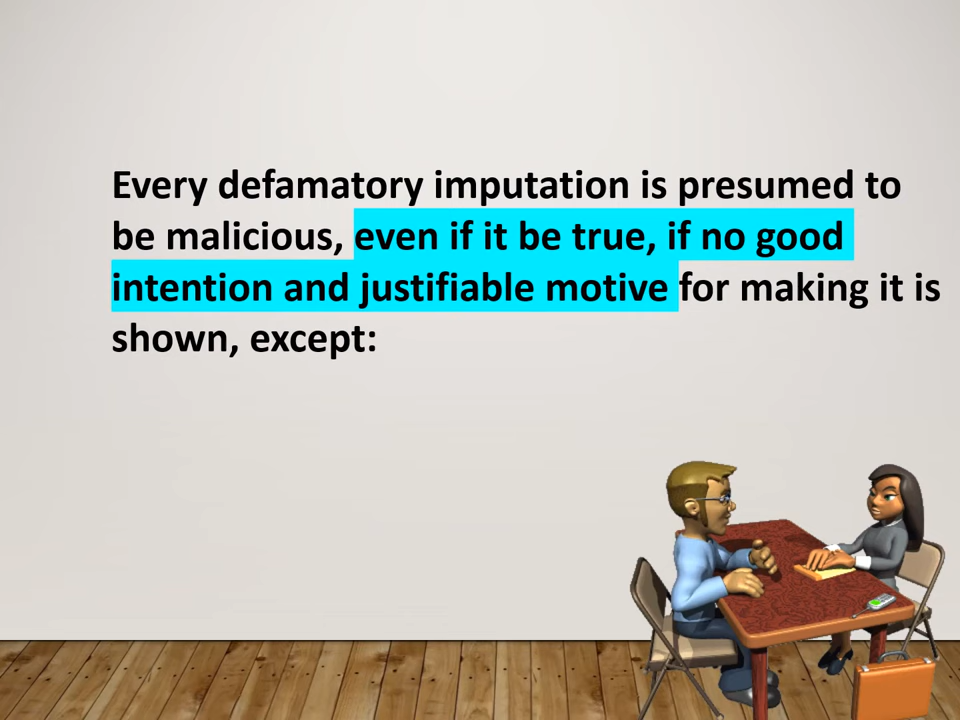 Every defamatory imputation is presumed to
be malicious, even if it be true, if no good
intention and justifiable motive for making it is
shown, except: